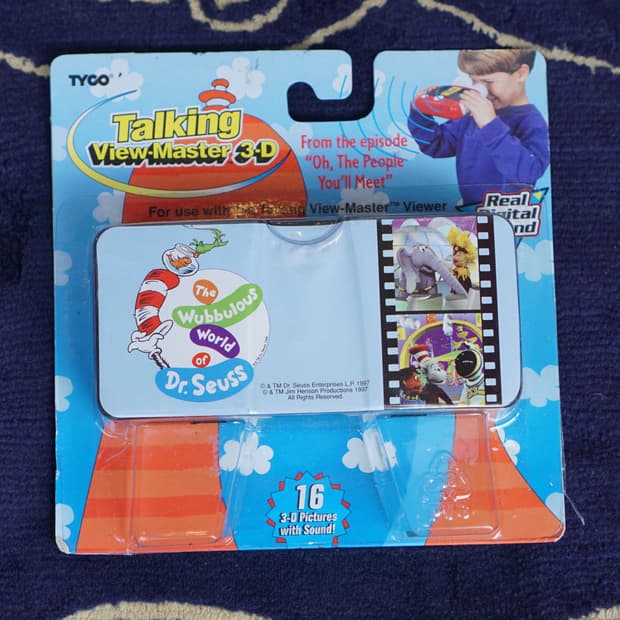 TYCO
Talking
View-Master 3-D
From the episode
"Oh, The People
You'll Meet"
For use with Talking View-Master™ Viewer
Real
Digital
Sound
The
Wubbulous
World
of
Dr. Seuss
© & TM Dr. Seuss Enterprises L.P. 1997
© & TM Jim Henson Productions 1997
All Rights Reserved.
16
3-D Pictures
with Sound!